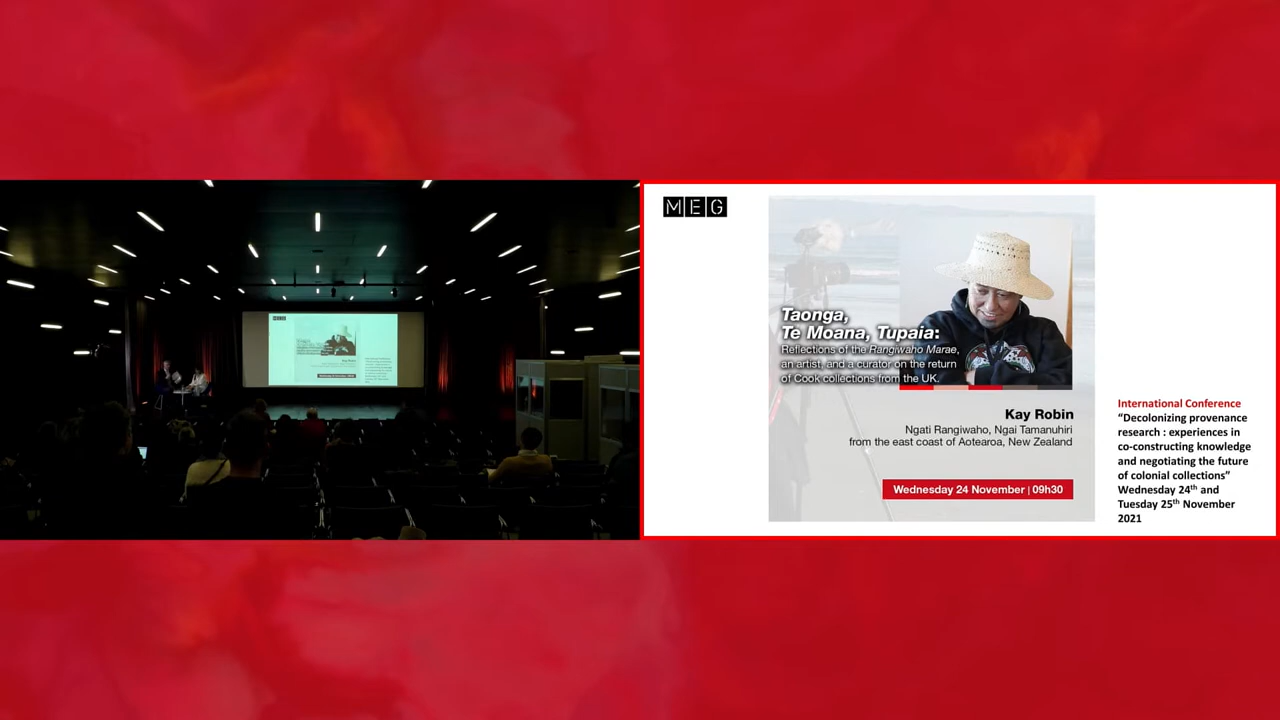 MEG
Taonga,
Te Moana, Tupaia:
Reflections of the Rangiwaho Marae,
an artist, and a curator on the return
of Cook collections from the UK.
Kay Robin
Ngati Rangiwaho, Ngai Tamanuhiri
from the east coast of Aotearoa, New Zealand
Wednesday 24 November | 09h30
International Conference
“Decolonizing provenance
research : experiences in
co-constructing knowledge
and negotiating the future
of colonial collections”
Wednesday 24th and
Tuesday 25th November
2021
MEG